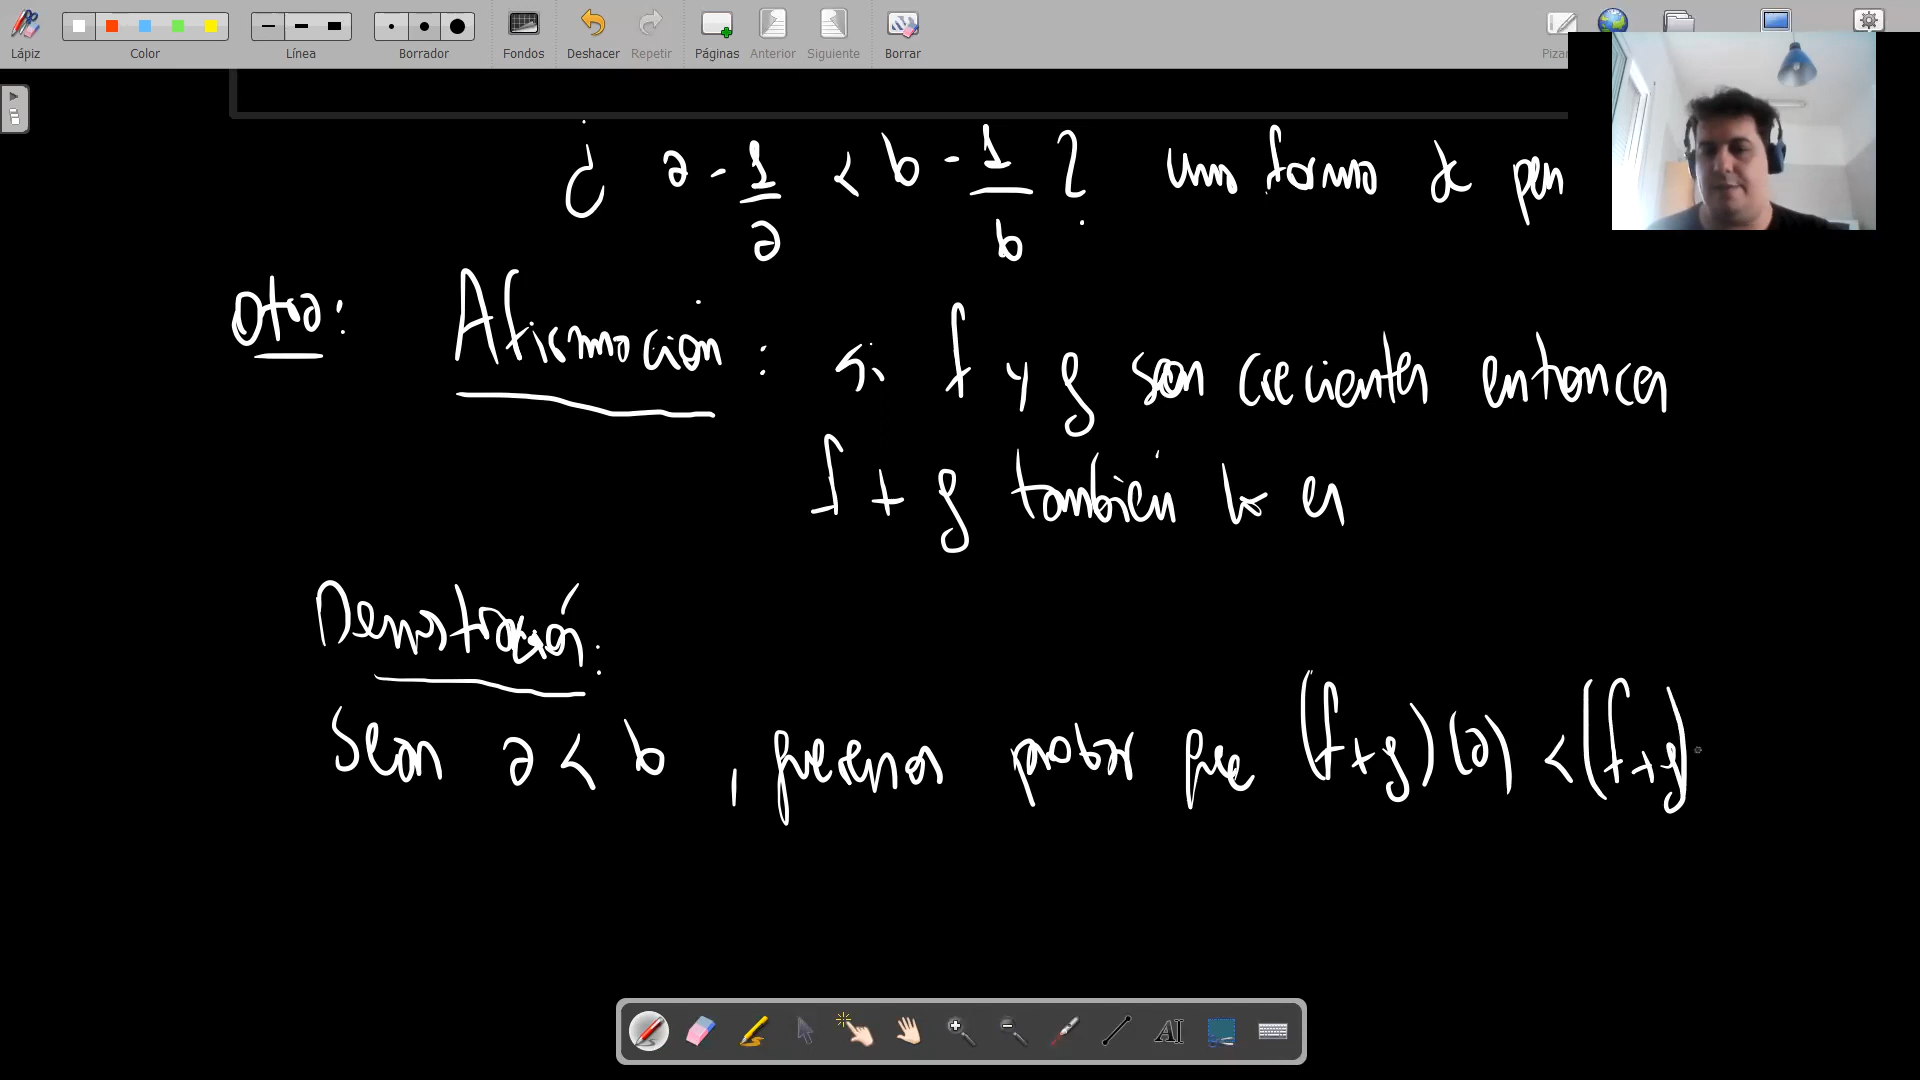 Lápiz Color Línea Borrador Fondos Deshacer Repetir Páginas Anterior Siguiente Borrar Pizar
¿ a - 1/a < b - 1/b ? una forma de pen
Otra: Afirmación: si f y g son crecientes entonces
f + g también lo es
Demostración:
Sean a < b, queremos probar que (f+g)(a) < (f+g)